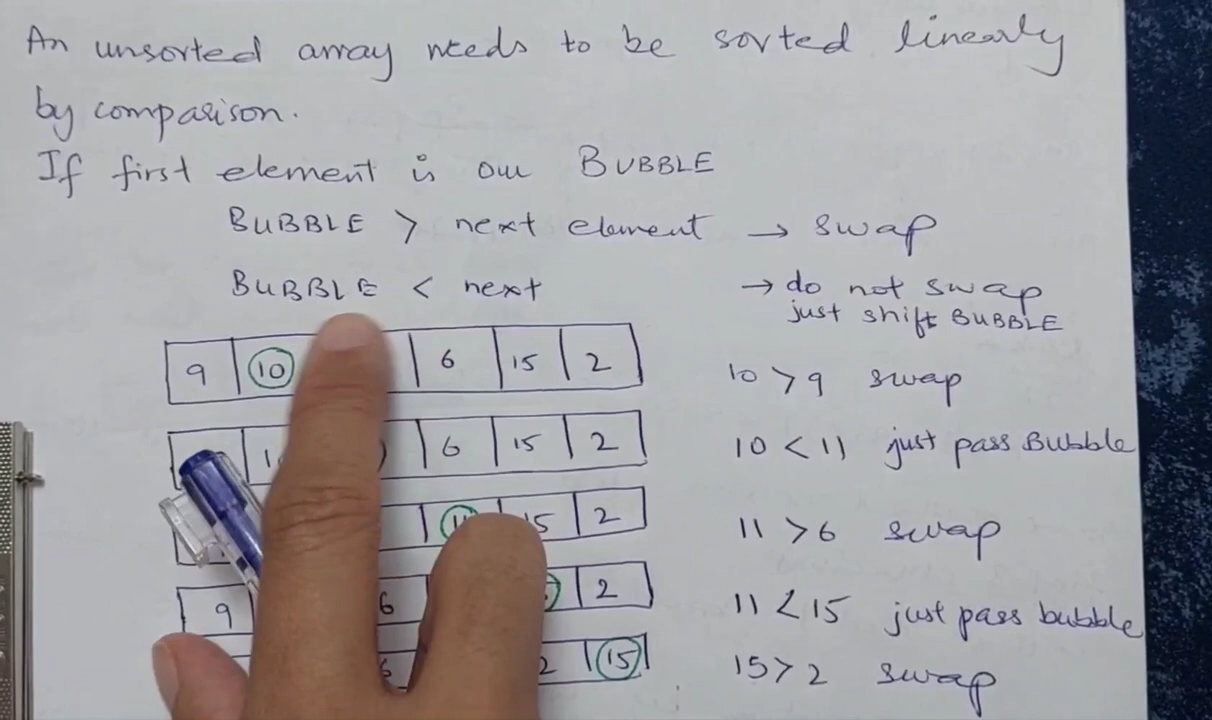 An unsorted array needs to be sorted linearly
by comparison.
If first element is our BUBBLE
BUBBLE > next element → swap
BUBBLE < next → do not swap
just shift BUBBLE
9 10 6 15 2 10 > 9 swap
6 15 2 10 < 11 just pass Bubble
15 2 11 > 6 swap
9 6 2 11 < 15 just pass bubble
6 2 15 15 > 2 swap